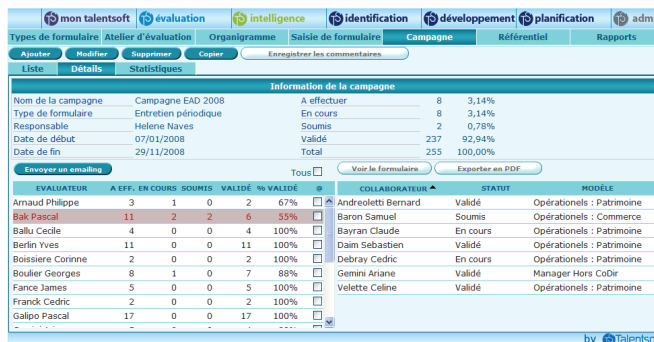 mon talentsoft évaluation intelligence identification développement planification adm
Types de formulaire Atelier d'évaluation Organigramme Saisie de formulaire Campagne Référentiel Rapports
Ajouter Modifier Supprimer Copier Enregistrer les commentaires
Liste Détails Statistiques
Information de la campagne
Nom de la campagne Campagne EAD 2008 A effectuer 8 3,14%
Type de formulaire Entretien périodique En cours 8 3,14%
Responsable Helene Naves Soumis 2 0,78%
Date de début 07/01/2008 Validé 237 92,94%
Date de fin 29/11/2008 Total 255 100,00%
Envoyer un emailing Tous Voir le formulaire Exporter en PDF
EVALUATEUR A EFF. EN COURS SOUMIS VALIDÉ % VALIDÉ @ COLLABORATEUR STATUT MODÈLE
Arnaud Philippe 3 1 0 2 67% Andreoletti Bernard Validé Opérationels : Patrimoine
Bak Pascal 11 2 2 6 55% Baron Samuel Soumis Opérationels : Commerce
Ballu Cecile 4 0 0 4 100% Bayran Claude En cours Opérationels : Patrimoine
Berlin Yves 11 0 0 11 100% Daim Sebastien Validé Opérationels : Patrimoine
Boissiere Corinne 2 0 0 2 100% Debray Cedric En cours Opérationels : Patrimoine
Boulier Georges 8 1 0 7 88% Gemini Ariane Validé Manager Hors CoDir
Fance James 5 0 0 5 100% Velette Celine Validé Opérationels : Patrimoine
Franck Cedric 2 0 0 2 100%
Galipo Pascal 17 0 0 17 100%
by Talentso